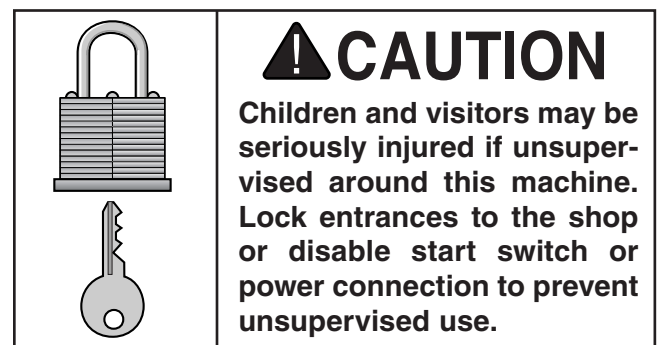 CAUTION
Children and visitors may be
seriously injured if unsuper-
vised around this machine.
Lock entrances to the shop
or disable start switch or
power connection to prevent
unsupervised use.